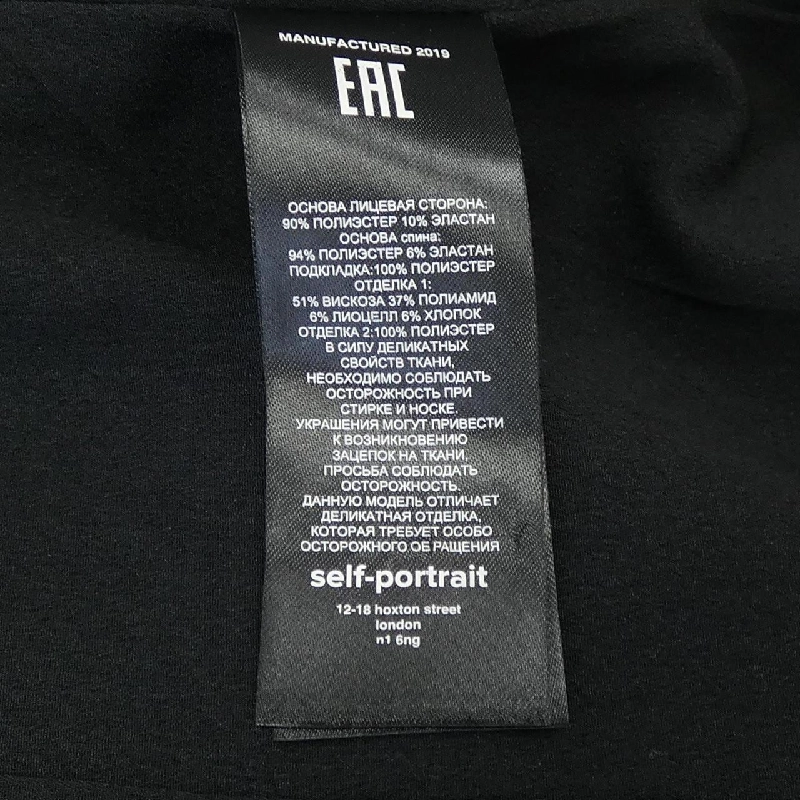 MANUFACTURED 2019
EAC
ОСНОВА ЛИЦЕВАЯ СТОРОНА:
90% ПОЛИЭСТЕР 10% ЭЛАСТАН
ОСНОВА спина:
94% ПОЛИЭСТЕР 6% ЭЛАСТАН
ПОДКЛАДКА:100% ПОЛИЭСТЕР
ОТДЕЛКА 1:
51% ВИСКОЗА 37% ПОЛИАМИД
6% ЛИОЦЕЛЛ 6% ХЛОПОК
ОТДЕЛКА 2:100% ПОЛИЭСТЕР
В СИЛУ ДЕЛИКАТНЫХ
СВОЙСТВ ТКАНИ,
НЕОБХОДИМО СОБЛЮДАТЬ
ОСТОРОЖНОСТЬ ПРИ
СТИРКЕ И НОСКЕ.
УКРАШЕНИЯ МОГУТ ПРИВЕСТИ
К ВОЗНИКНОВЕНИЮ
ЗАЦЕПОК НА ТКАНИ.
ПРОСЬБА СОБЛЮДАТЬ
ОСТОРОЖНОСТЬ.
ДАННУЮ МОДЕЛЬ ОТЛИЧАЕТ
ДЕЛИКАТНАЯ ОТДЕЛКА,
КОТОРАЯ ТРЕБУЕТ ОСОБО
ОСТОРОЖНОГО ОБ РАЩЕНИЯ
self-portrait
12-18 hoxton street
london
n1 6ng